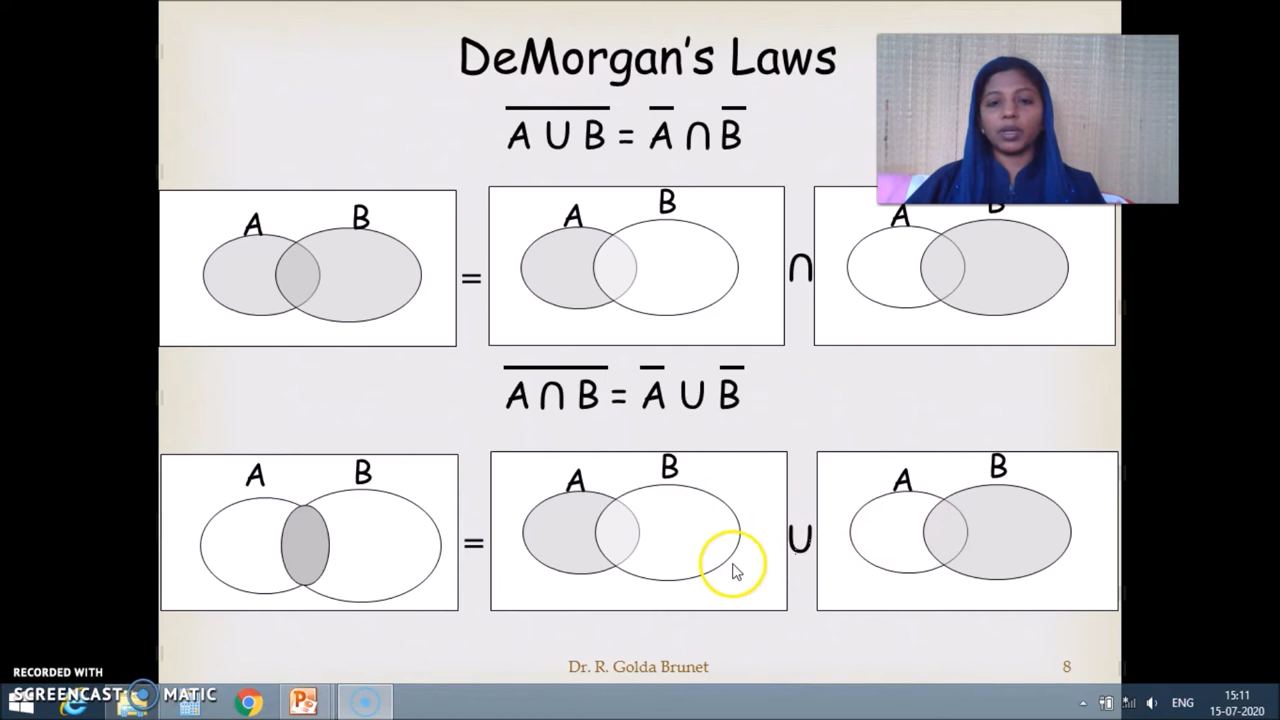 DeMorgan's Laws
A̅ ̅∪̅ ̅B̅ = A̅ ∩ B̅
A B
A B
A B
= ∩
A̅ ̅∩̅ ̅B̅ = A̅ ∪ B̅
A B
A B
A B
= ∪
Dr. R. Golda Brunet
8
RECORDED WITH
SCREENCAST MATIC
ENG
15:11
15-07-2020